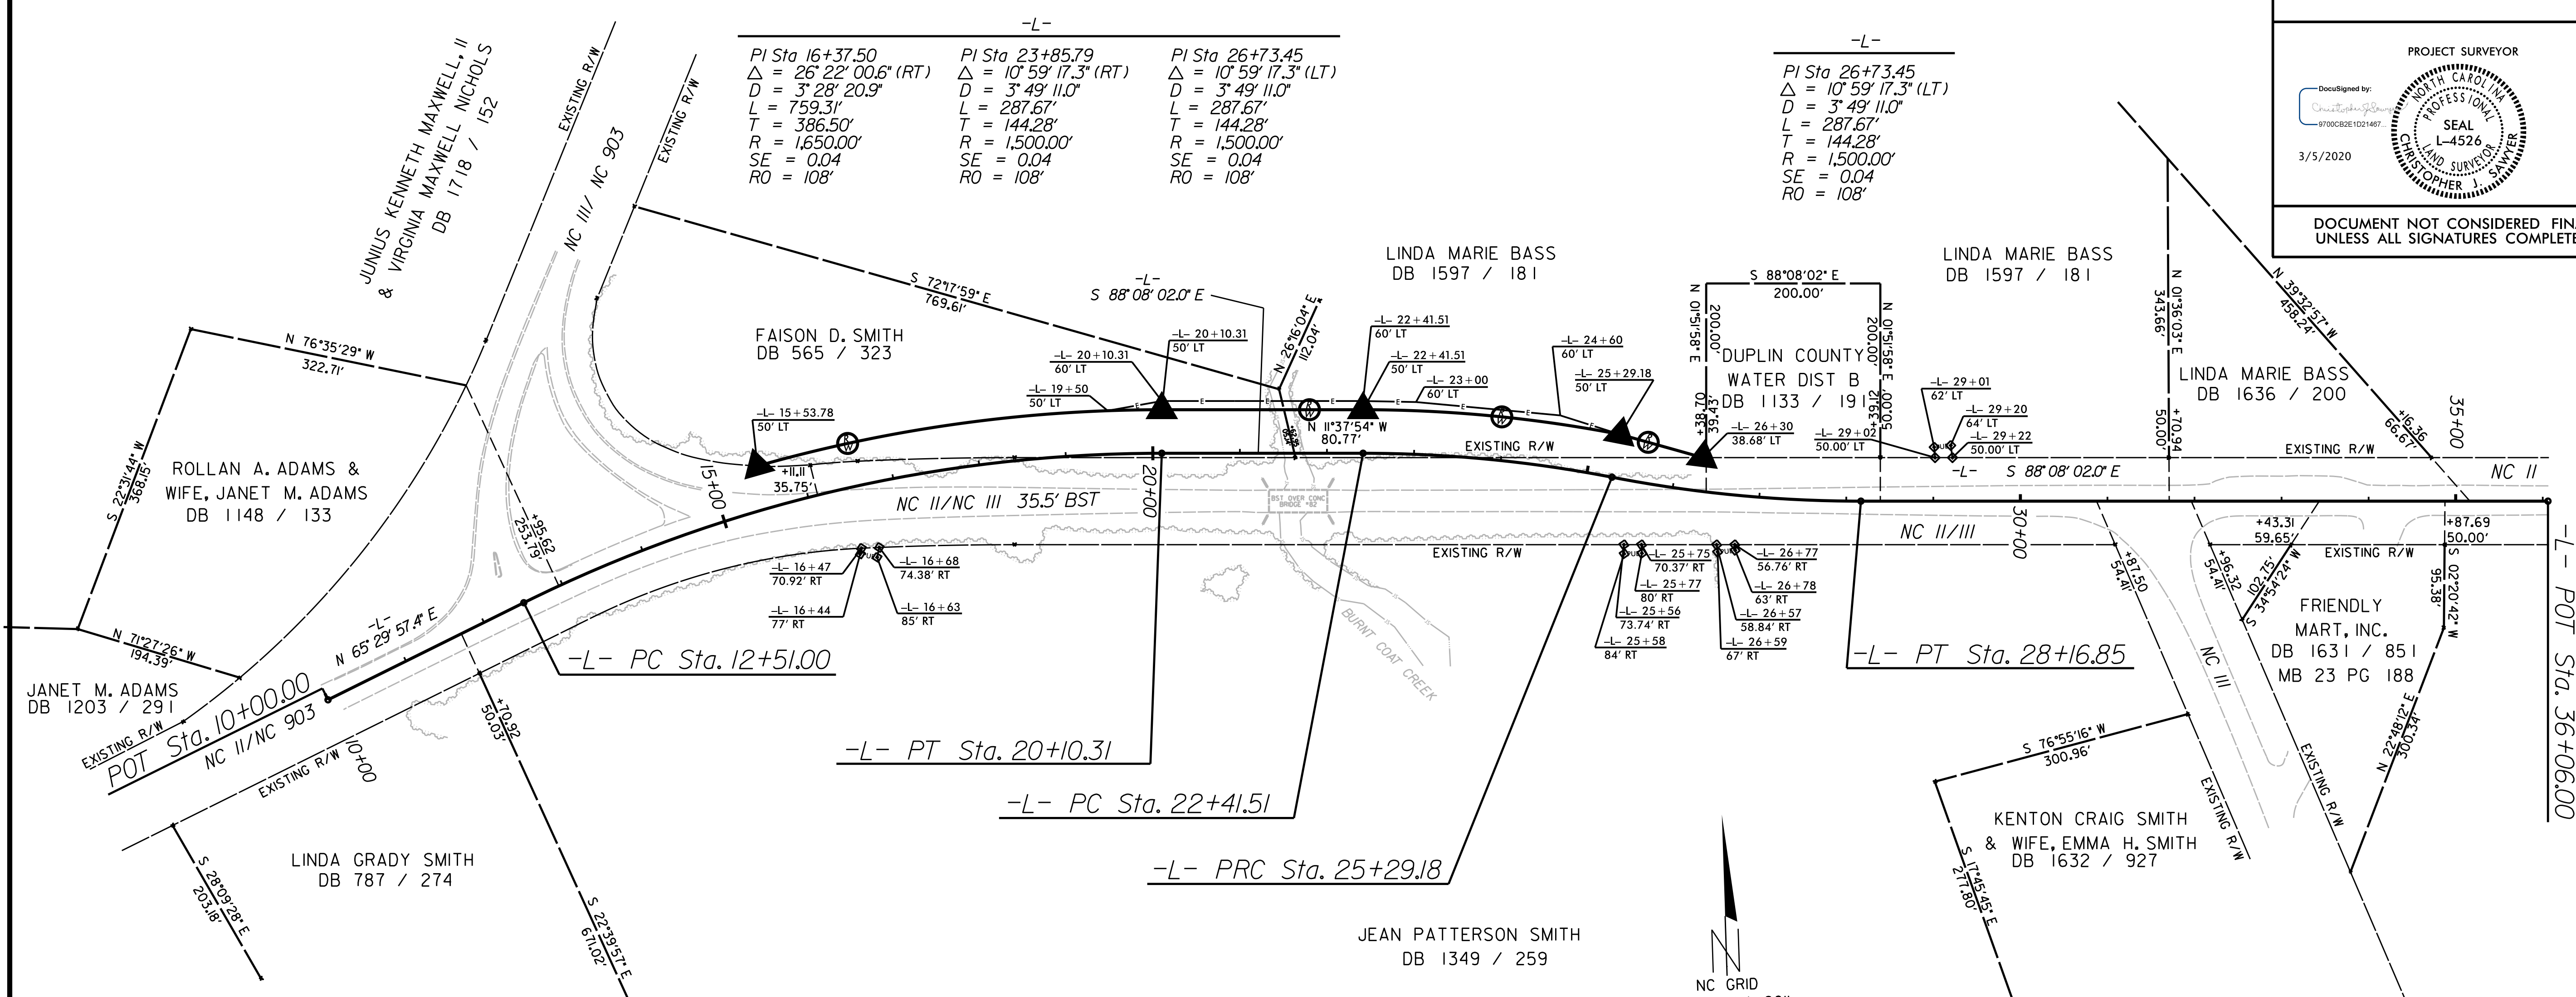 -L-
PI Sta 16+37.50
△ = 26° 22' 00.6" (RT)
D = 3° 28' 20.9"
L = 759.31'
T = 386.50'
R = 1,650.00'
SE = 0.04
RO = 108'
PI Sta 23+85.79
△ = 10° 59' 17.3" (RT)
D = 3° 49' 11.0"
L = 287.67'
T = 144.28'
R = 1,500.00'
SE = 0.04
RO = 108'
PI Sta 26+73.45
△ = 10° 59' 17.3" (LT)
D = 3° 49' 11.0"
L = 287.67'
T = 144.28'
R = 1,500.00'
SE = 0.04
RO = 108'
-L-
PI Sta 26+73.45
△ = 10° 59' 17.3" (LT)
D = 3° 49' 11.0"
L = 287.67'
T = 144.28'
R = 1,500.00'
SE = 0.04
RO = 108'
PROJECT SURVEYOR
DocuSigned by:
9700CB2E1D21467...
3/5/2020
NORTH CAROLINA
PROFESSIONAL
SEAL
L-4526
LAND SURVEYOR
CHRISTOPHER J. SAWYER
DOCUMENT NOT CONSIDERED FIN
UNLESS ALL SIGNATURES COMPLETE
JUNIUS KENNETH MAXWELL, II
& VIRGINIA MAXWELL NICHOLS
DB 1718 / 152
EXISTING R/W
NC 111/ NC 903
EXISTING R/W
S 72°17'59" E
769.61'
FAISON D. SMITH
DB 565 / 323
-L-
S 88° 08' 02.0" E
N 26°16'04" E
112.04'
LINDA MARIE BASS
DB 1597 / 181
S 88°08'02" E
200.00'
N 01°51'58" E
200.00'
N 01°51'58" E
200.00'
DUPLIN COUNTY
WATER DIST B
DB 1133 / 191
+38.70
39.43'
+39.12
50.00'
LINDA MARIE BASS
DB 1597 / 181
N 01°36'03" E
343.66'
N 39°32'57" W
458.24'
LINDA MARIE BASS
DB 1636 / 200
+70.94
50.00'
+16.36
66.67'
35+00
N 76°35'29" W
322.71'
S 22°31'44" W
368.15'
ROLLAN A. ADAMS &
WIFE, JANET M. ADAMS
DB 1148 / 133
+95.62
253.79'
N 71°27'26" W
194.39'
JANET M. ADAMS
DB 1203 / 291
-L-
N 65° 29' 57.4" E
-L- 15+53.78
50' LT
-L- 19+50
50' LT
-L- 20+10.31
60' LT
-L- 20+10.31
50' LT
-L- 22+41.51
60' LT
-L- 22+41.51
50' LT
-L- 23+00
60' LT
-L- 24+60
60' LT
-L- 25+29.18
50' LT
-L- 26+30
38.68' LT
-L- 29+02
50.00' LT
-L- 29+01
62' LT
-L- 29+20
64' LT
-L- 29+22
50.00' LT
R/W
R/W
R/W
R/W
E
E
E
E
E
E
E
PUE
N 11°37'54" W
80.77'
+11.11
35.75'
15+00
20+00
EXISTING R/W
-L- S 88° 08' 02.0" E
EXISTING R/W
NC 11
NC 11/NC 111 35.5' BST
BST OVER CONC
BRIDGE #82
NC 11/111
30+00
EXISTING R/W
EXISTING R/W
-L- 16+47
70.92' RT
-L- 16+68
74.38' RT
-L- 16+44
77' RT
-L- 16+63
85' RT
-L- 25+75
70.37' RT
-L- 25+77
80' RT
-L- 25+56
73.74' RT
-L- 25+58
84' RT
-L- 26+77
56.76' RT
-L- 26+78
63' RT
-L- 26+57
58.84' RT
-L- 26+59
67' RT
PUE
PUE
PUE
BURNT COAT CREEK
+87.50
54.41'
+96.32
54.41'
+43.31
59.65'
+87.69
50.00'
S 34°54'24" W
102.75'
S 02°20'42" W
95.38'
FRIENDLY
MART, INC.
DB 1631 / 851
MB 23 PG 188
N 22°48'12" E
300.34'
NC 111
EXISTING R/W
EXISTING R/W
-L- POT Sta. 36+06.00
EXISTING R/W
POT Sta. 10+00.00
NC 11/NC 903
EXISTING R/W
10+00
+70.92
50.03'
-L- PC Sta. 12+51.00
-L- PT Sta. 20+10.31
-L- PC Sta. 22+41.51
-L- PRC Sta. 25+29.18
-L- PT Sta. 28+16.85
S 76°55'16" W
300.96'
KENTON CRAIG SMITH
& WIFE, EMMA H. SMITH
DB 1632 / 927
S 17°45'45" E
277.80'
LINDA GRADY SMITH
DB 787 / 274
S 28°09'28" E
203.18'
S 22°39'57" E
671.02'
JEAN PATTERSON SMITH
DB 1349 / 259
N
NC GRID